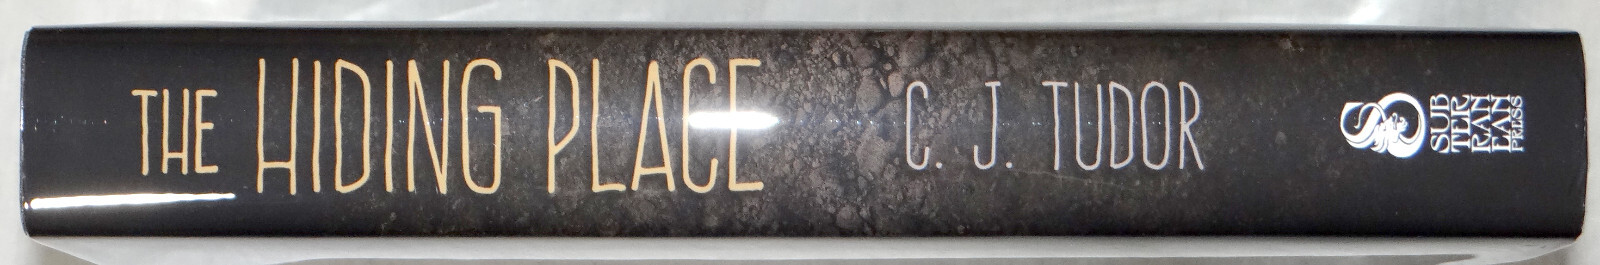 THE HIDING PLACE
C. J. TUDOR
SUB
TER
RAN
EAN
PRESS